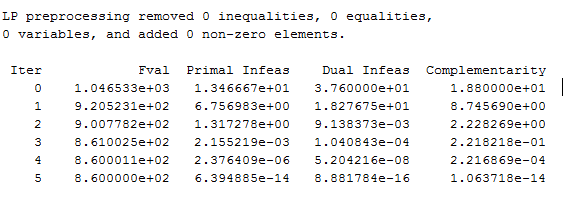 LP preprocessing removed 0 inequalities, 0 equalities,
0 variables, and added 0 non-zero elements.
Iter Fval Primal Infeas Dual Infeas Complementarity
0 1.046533e+03 1.346667e+01 3.760000e+01 1.880000e+01
1 9.205231e+02 6.756983e+00 1.827675e+01 8.745690e+00
2 9.007782e+02 1.317278e+00 9.138373e-03 2.228269e+00
3 8.610025e+02 2.155219e-03 1.040843e-04 2.218218e-01
4 8.600011e+02 2.376409e-06 5.204216e-08 2.216869e-04
5 8.600000e+02 6.394885e-14 8.881784e-16 1.063718e-14